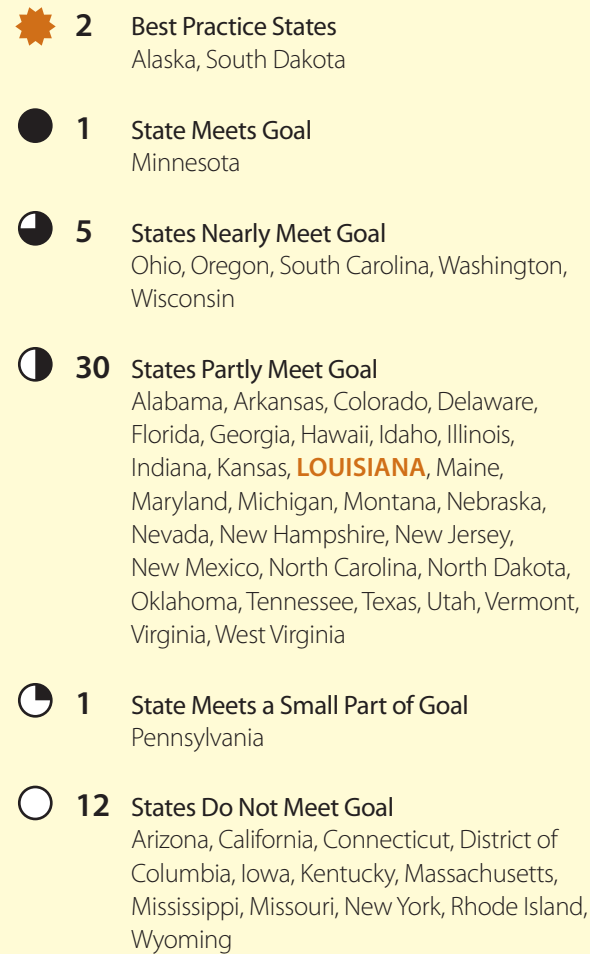 2 Best Practice States
Alaska, South Dakota
1 State Meets Goal
Minnesota
5 States Nearly Meet Goal
Ohio, Oregon, South Carolina, Washington,
Wisconsin
30 States Partly Meet Goal
Alabama, Arkansas, Colorado, Delaware,
Florida, Georgia, Hawaii, Idaho, Illinois,
Indiana, Kansas, LOUISIANA, Maine,
Maryland, Michigan, Montana, Nebraska,
Nevada, New Hampshire, New Jersey,
New Mexico, North Carolina, North Dakota,
Oklahoma, Tennessee, Texas, Utah, Vermont,
Virginia, West Virginia
1 State Meets a Small Part of Goal
Pennsylvania
12 States Do Not Meet Goal
Arizona, California, Connecticut, District of
Columbia, Iowa, Kentucky, Massachusetts,
Mississippi, Missouri, New York, Rhode Island,
Wyoming